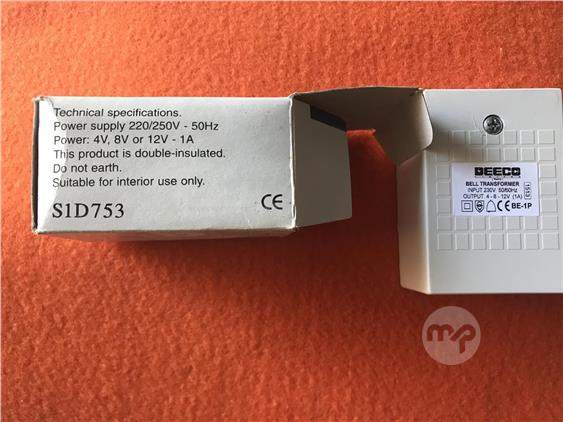 Technical specifications.
Power supply 220/250V - 50Hz
Power: 4V, 8V or 12V - 1A
This product is double-insulated.
Do not earth.
Suitable for interior use only.
S1D753 CE
DEECO
BELL TRANSFORMER
INPUT 230V 50/60Hz
OUTPUT 4 - 8 - 12V (1A)
CE BE-1P
mp